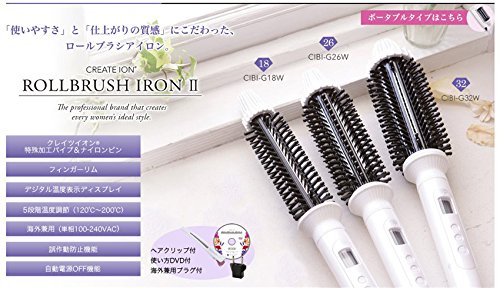 「使いやすさ」と「仕上がりの質感」にこだわった、
ロールブラシアイロン。
CREATE ION®
ROLLBRUSH IRON II
The professional brand that creates
every women's ideal style.
ポータブルタイプはこちら
18
CIBI-G18W
26
CIBI-G26W
32
CIBI-G32W
クレイツイオン®
特殊加工パイプ&ナイロンピン
フィンガーリム
デジタル温度表示ディスプレイ
5段階温度調節（120℃～200℃）
海外兼用（単相100-240VAC）
誤作動防止機能
自動電源OFF機能
ヘアクリップ付
使い方DVD付
海外兼用プラグ付